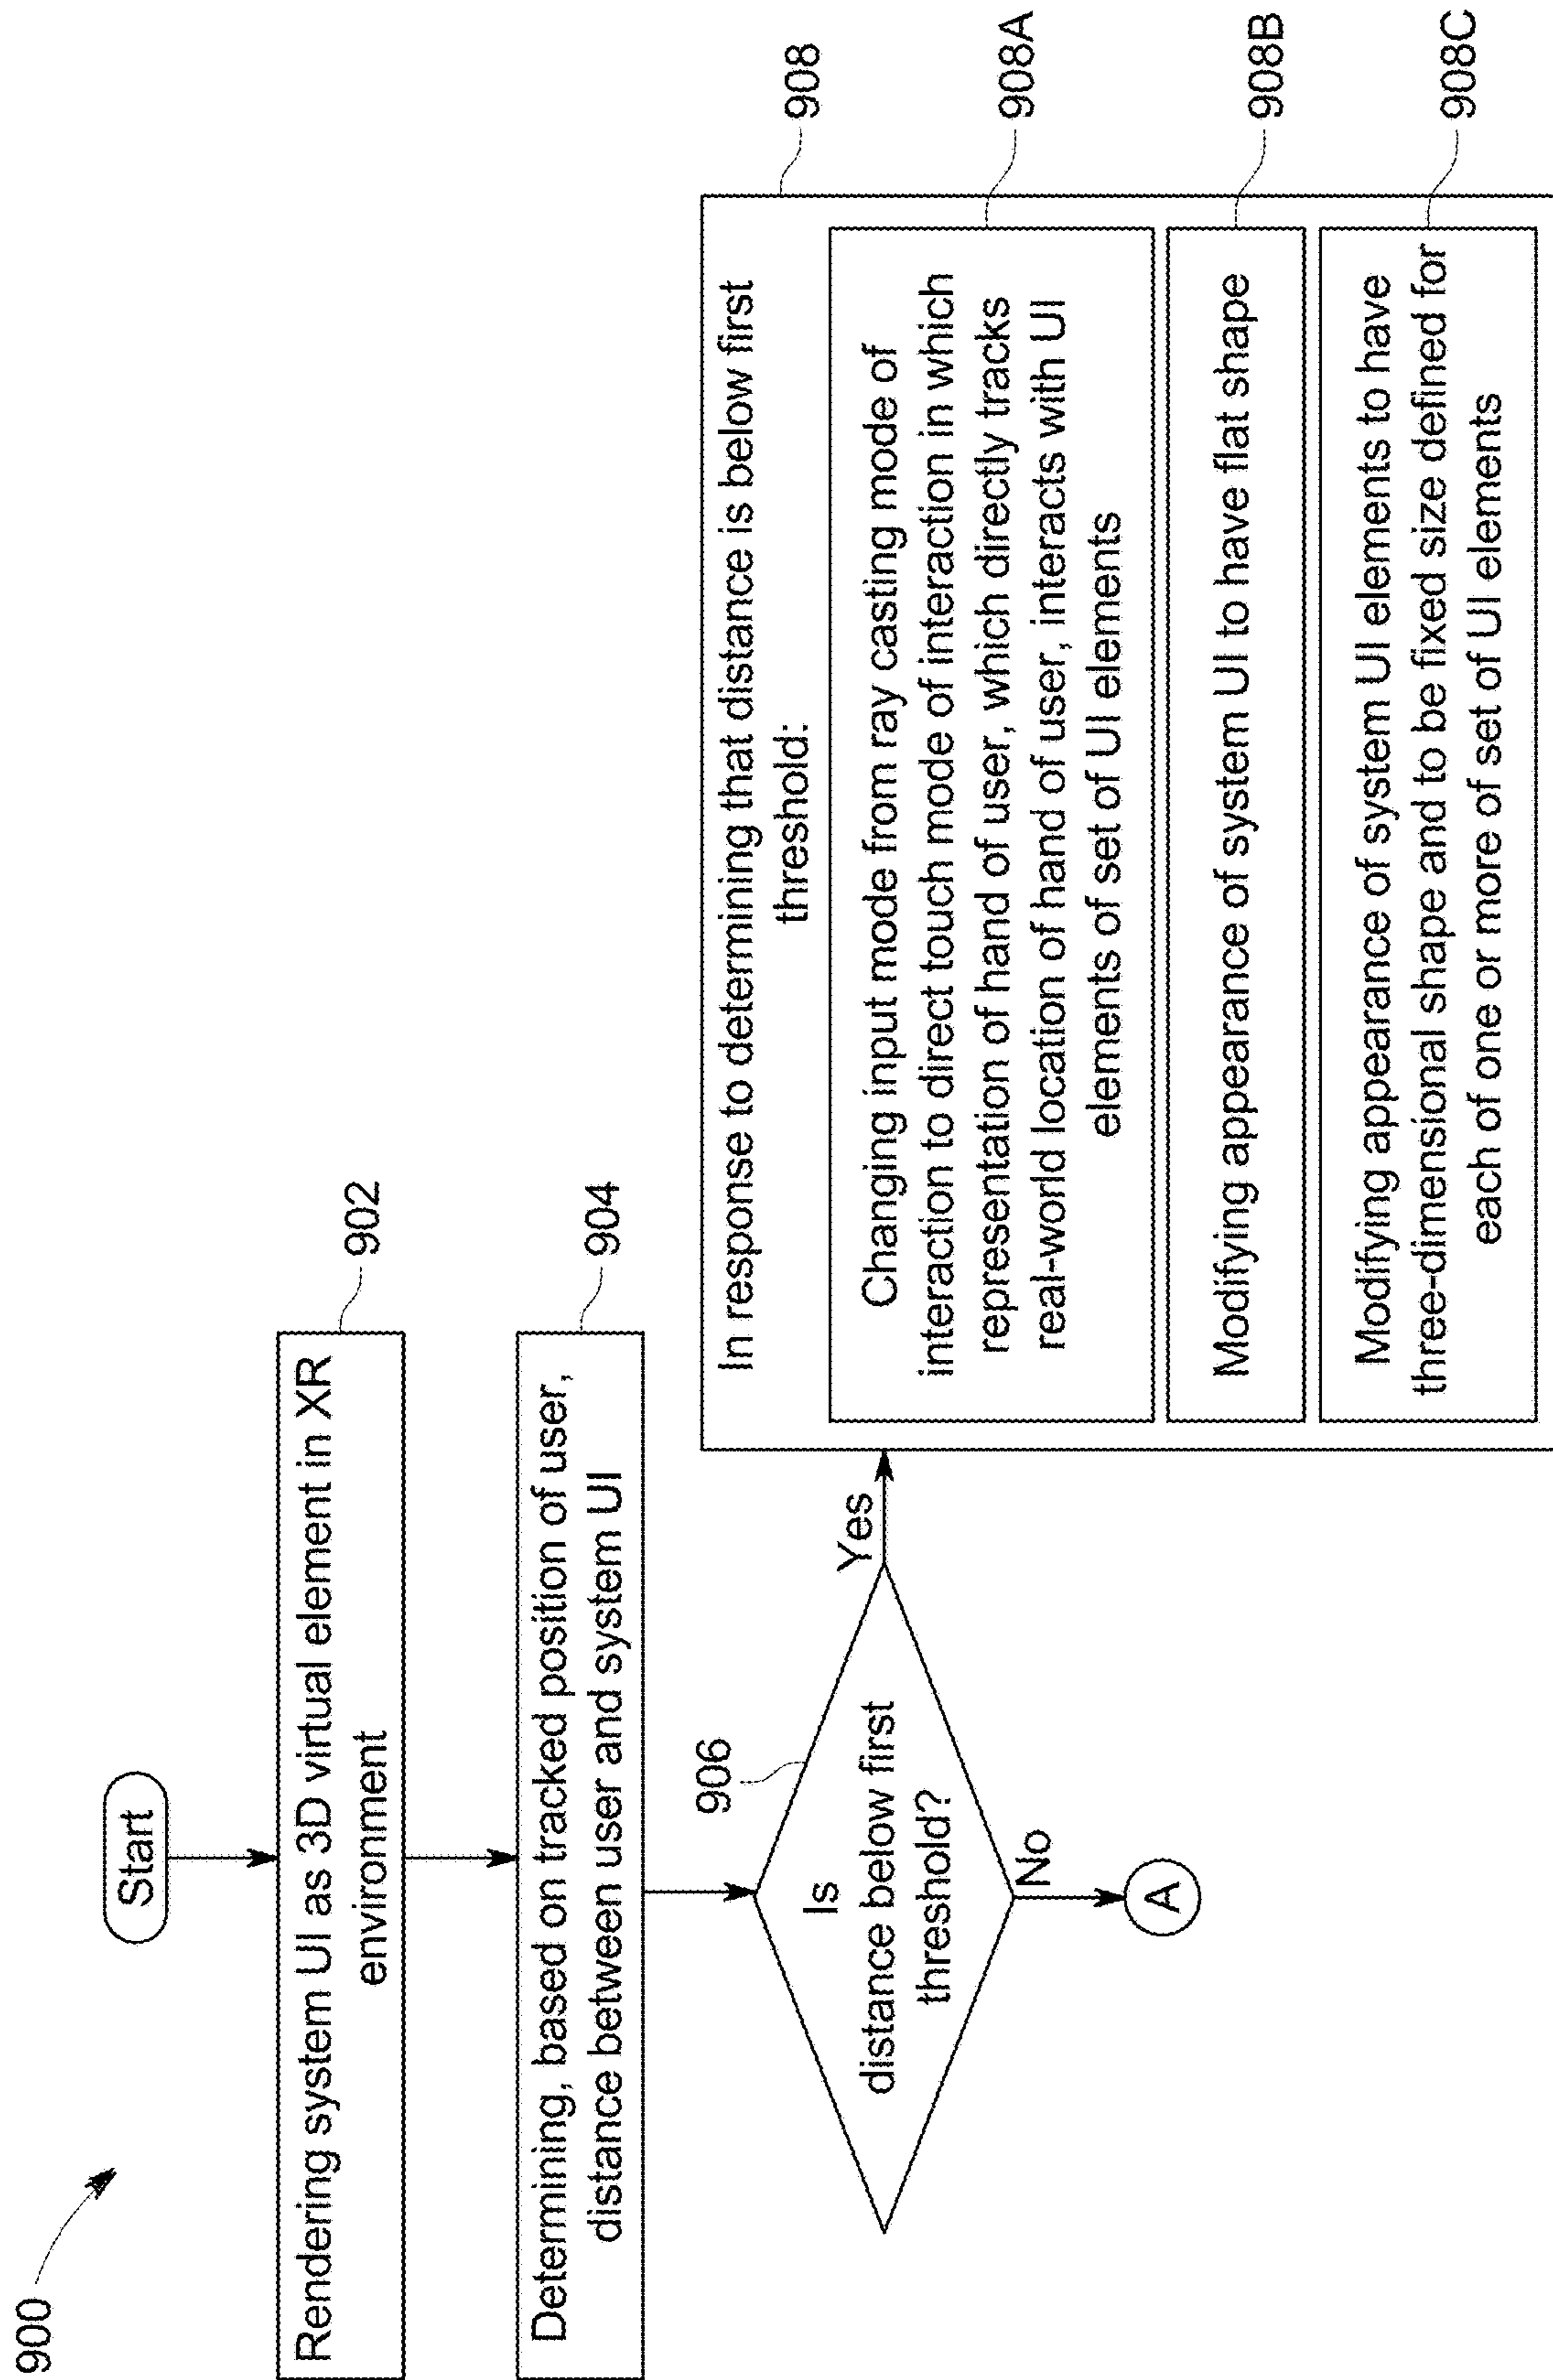 900
Start
Rendering system UI as 3D virtual element in XR
environment
902
Determining, based on tracked position of user,
distance between user and system UI
904
906
Is
distance below first
threshold?
Yes
No
A
In response to determining that distance is below first
threshold:
908
Changing input mode from ray casting mode of
interaction to direct touch mode of interaction in which
representation of hand of user, which directly tracks
real-world location of hand of user, interacts with UI
elements of set of UI elements
908A
Modifying appearance of system UI to have flat shape
908B
Modifying appearance of system UI elements to have
three-dimensional shape and to be fixed size defined for
each of one or more of set of UI elements
908C